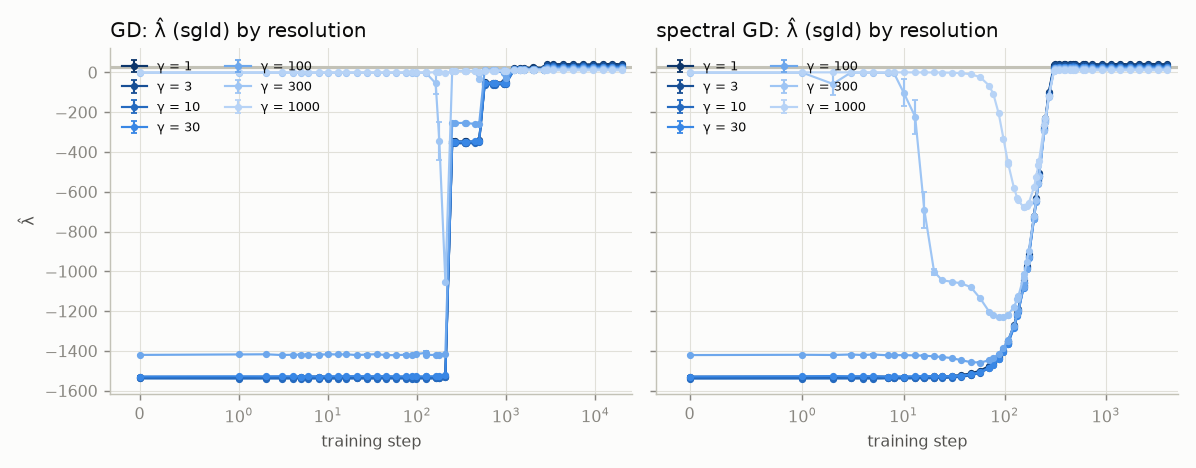 GD: λ̂ (sgld) by resolution
γ = 1
γ = 3
γ = 10
γ = 30
γ = 100
γ = 300
γ = 1000
0
−200
−400
−600
−800
−1000
−1200
−1400
−1600
λ̂
0
10⁰
10¹
10²
10³
10⁴
training step
spectral GD: λ̂ (sgld) by resolution
γ = 1
γ = 3
γ = 10
γ = 30
γ = 100
γ = 300
γ = 1000
0
10⁰
10¹
10²
10³
training step